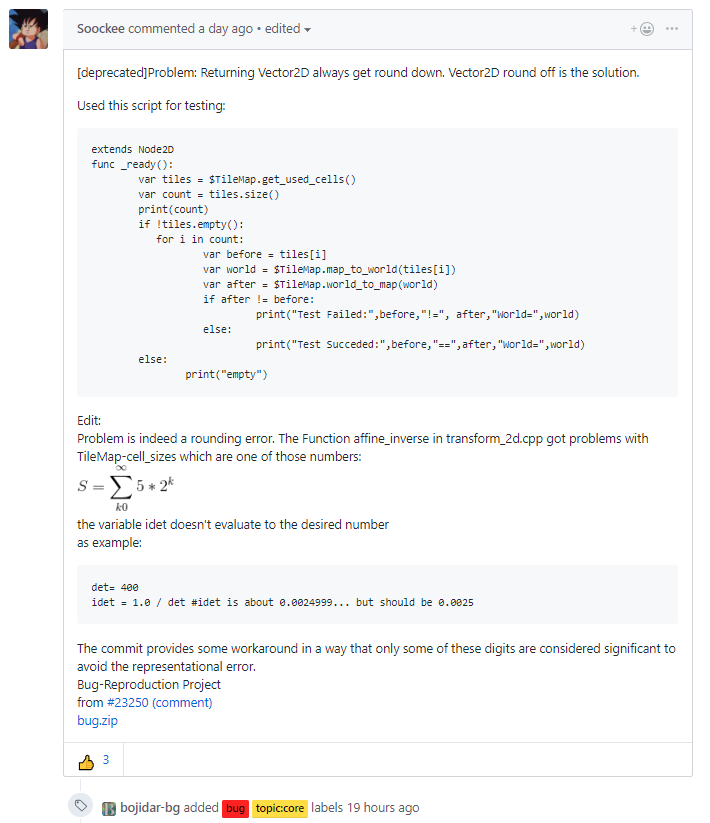 Soockee commented a day ago • edited
[deprecated]Problem: Returning Vector2D always get round down. Vector2D round off is the solution.
Used this script for testing:
extends Node2D
func _ready():
        var tiles = $TileMap.get_used_cells()
        var count = tiles.size()
        print(count)
        if !tiles.empty():
           for i in count:
                   var before = tiles[i]
                   var world = $TileMap.map_to_world(tiles[i])
                   var after = $TileMap.world_to_map(world)
                   if after != before:
                            print("Test Failed:",before,"!=", after,"World=",world)
                   else:
                            print("Test Succeded:",before,"==",after,"World=",world)
        else:
                print("empty")
Edit:
Problem is indeed a rounding error. The Function affine_inverse in transform_2d.cpp got problems with
TileMap-cell_sizes which are one of those numbers:
∞
S = ∑ 5 * 2^k
k0
the variable idet doesn't evaluate to the desired number
as example:
det= 400
idet = 1.0 / det #idet is about 0.0024999... but should be 0.0025
The commit provides some workaround in a way that only some of these digits are considered significant to
avoid the representational error.
Bug-Reproduction Project
from #23250 (comment)
bug.zip
3
bojidar-bg added bug topic:core labels 19 hours ago